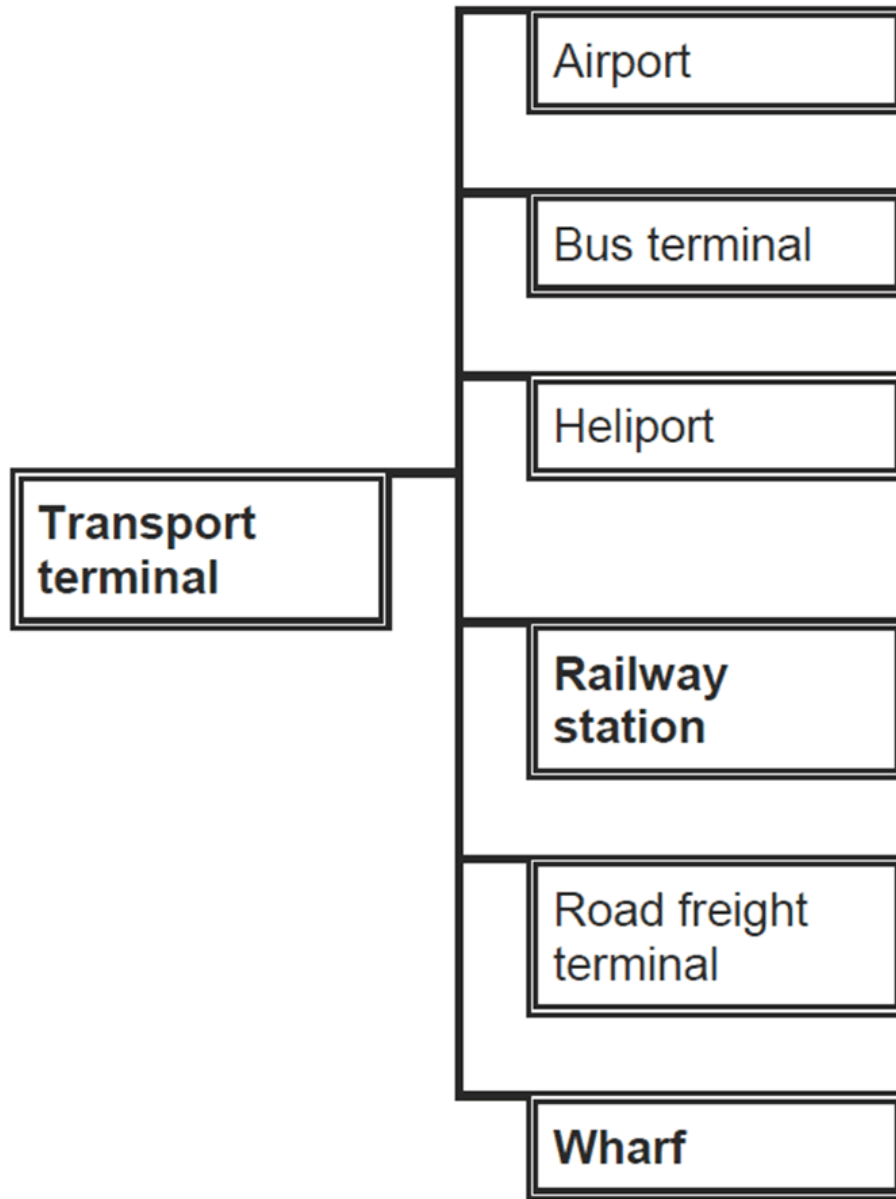 Airport
Bus terminal
Heliport
Transport
terminal
Railway
station
Road freight
terminal
Wharf